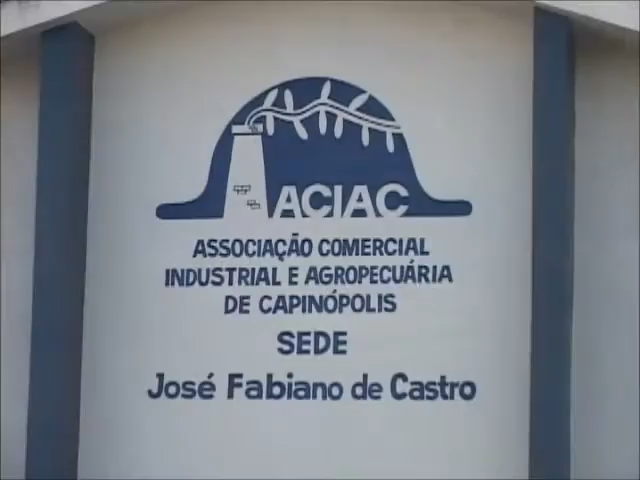 ACIAC
ASSOCIAÇÃO COMERCIAL
INDUSTRIAL E AGROPECUÁRIA
DE CAPINÓPOLIS
SEDE
José Fabiano de Castro